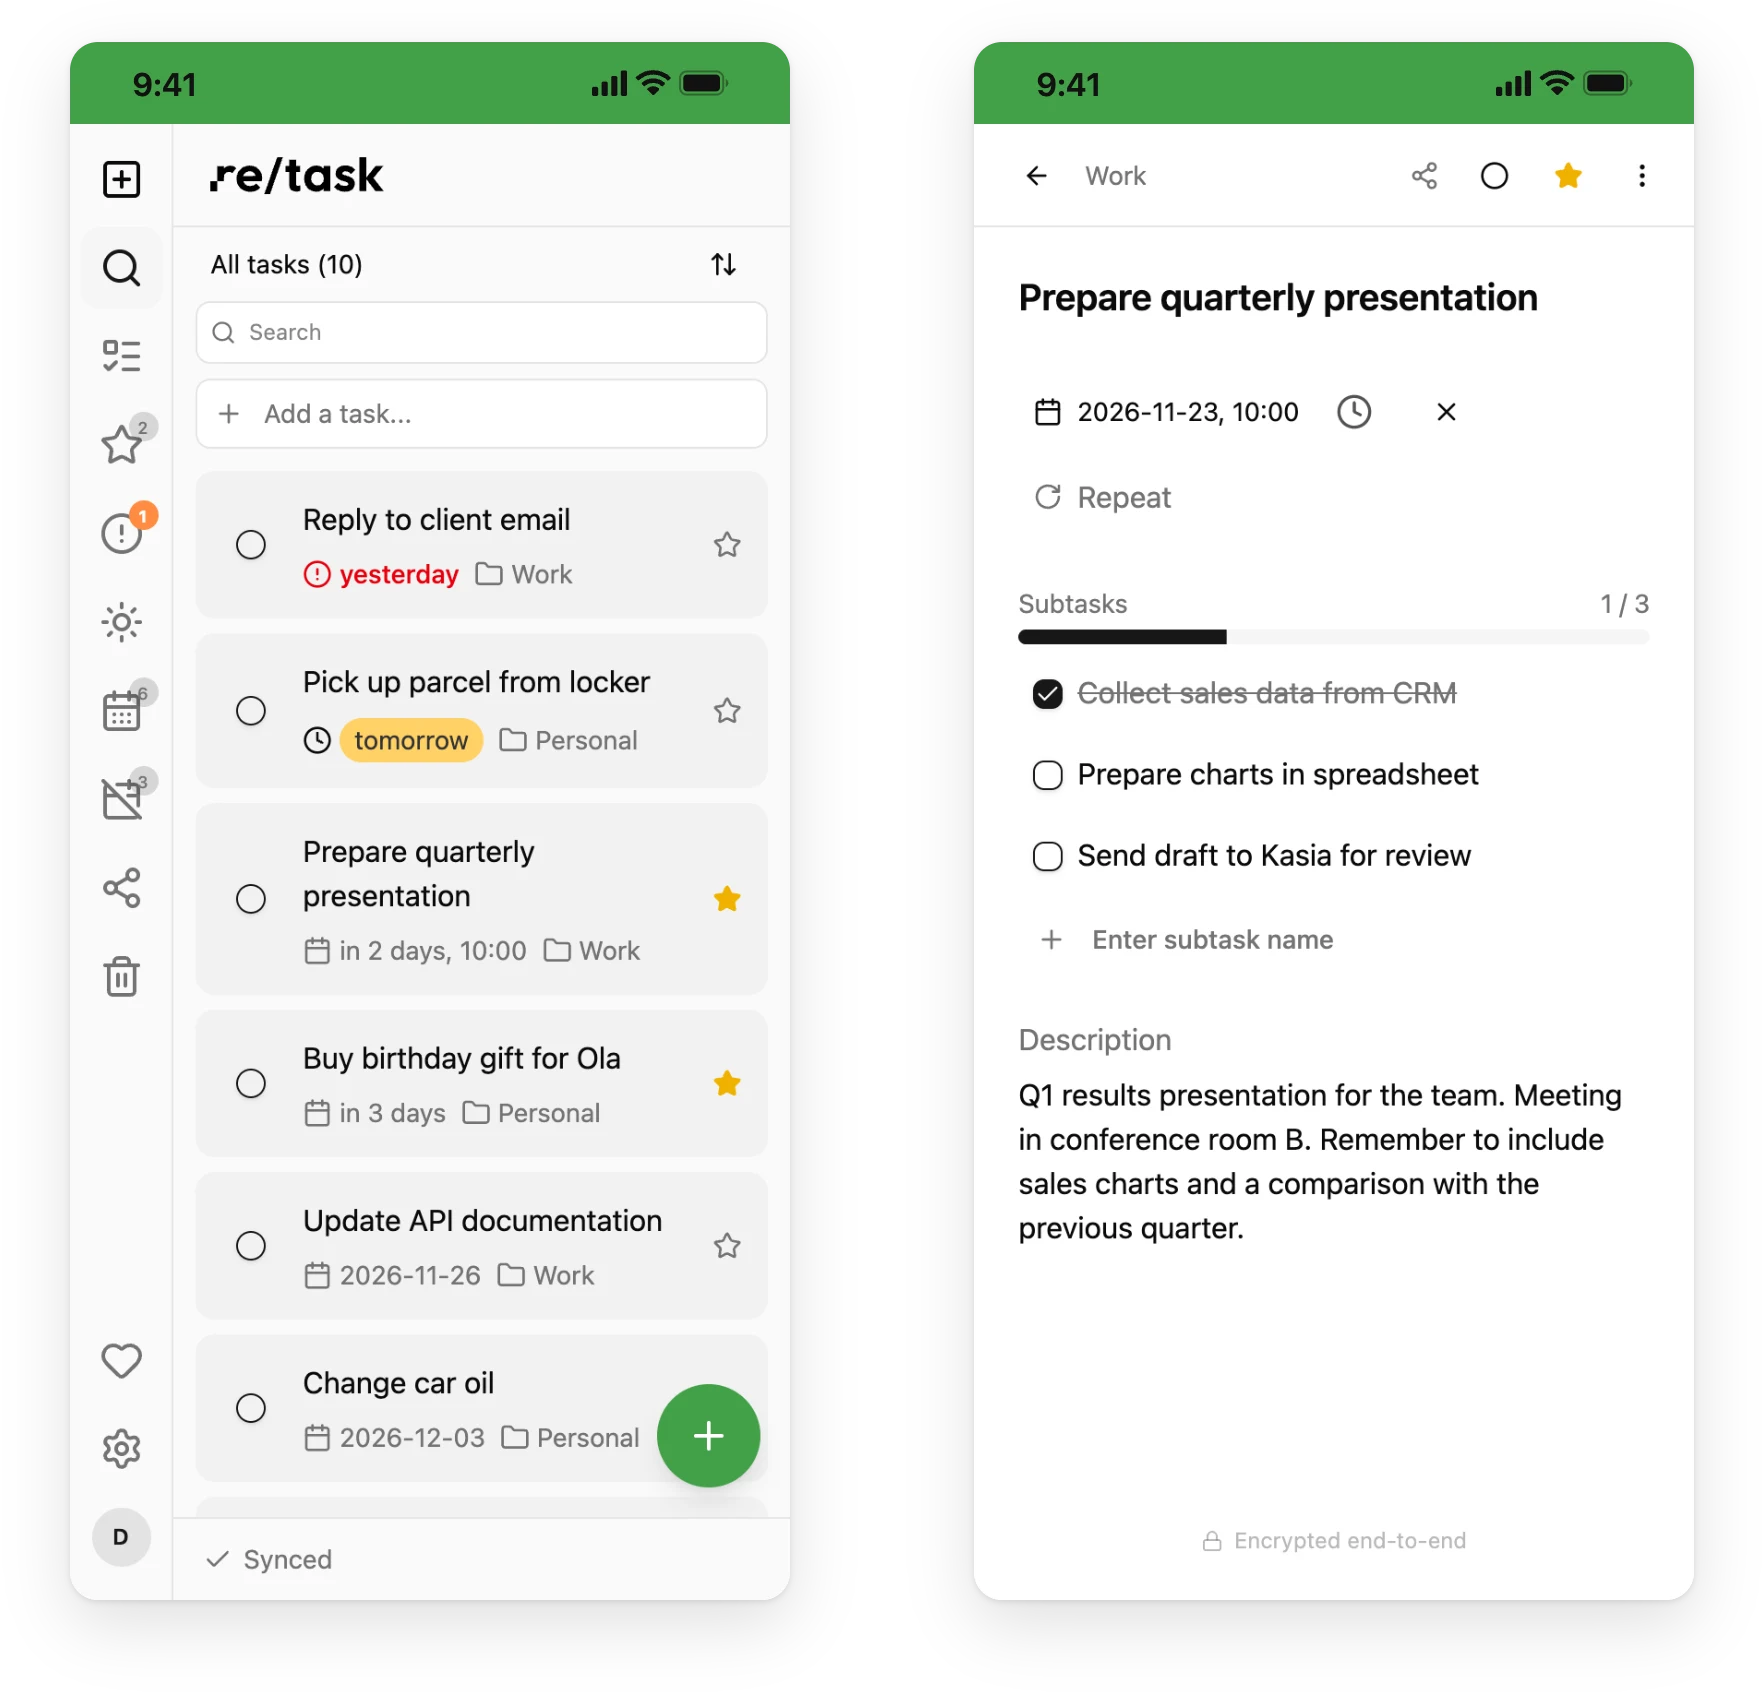 9:41
.re/task
All tasks (10)
Search
Add a task...
2
1
6
3
Reply to client email
yesterday Work
Pick up parcel from locker
tomorrow Personal
Prepare quarterly
presentation
in 2 days, 10:00 Work
Buy birthday gift for Ola
in 3 days Personal
Update API documentation
2026-11-26 Work
Change car oil
2026-12-03 Personal
D
Synced
9:41
Work
Prepare quarterly presentation
2026-11-23, 10:00
Repeat
Subtasks 1 / 3
Collect sales data from CRM
Prepare charts in spreadsheet
Send draft to Kasia for review
Enter subtask name
Description
Q1 results presentation for the team. Meeting
in conference room B. Remember to include
sales charts and a comparison with the
previous quarter.
Encrypted end-to-end